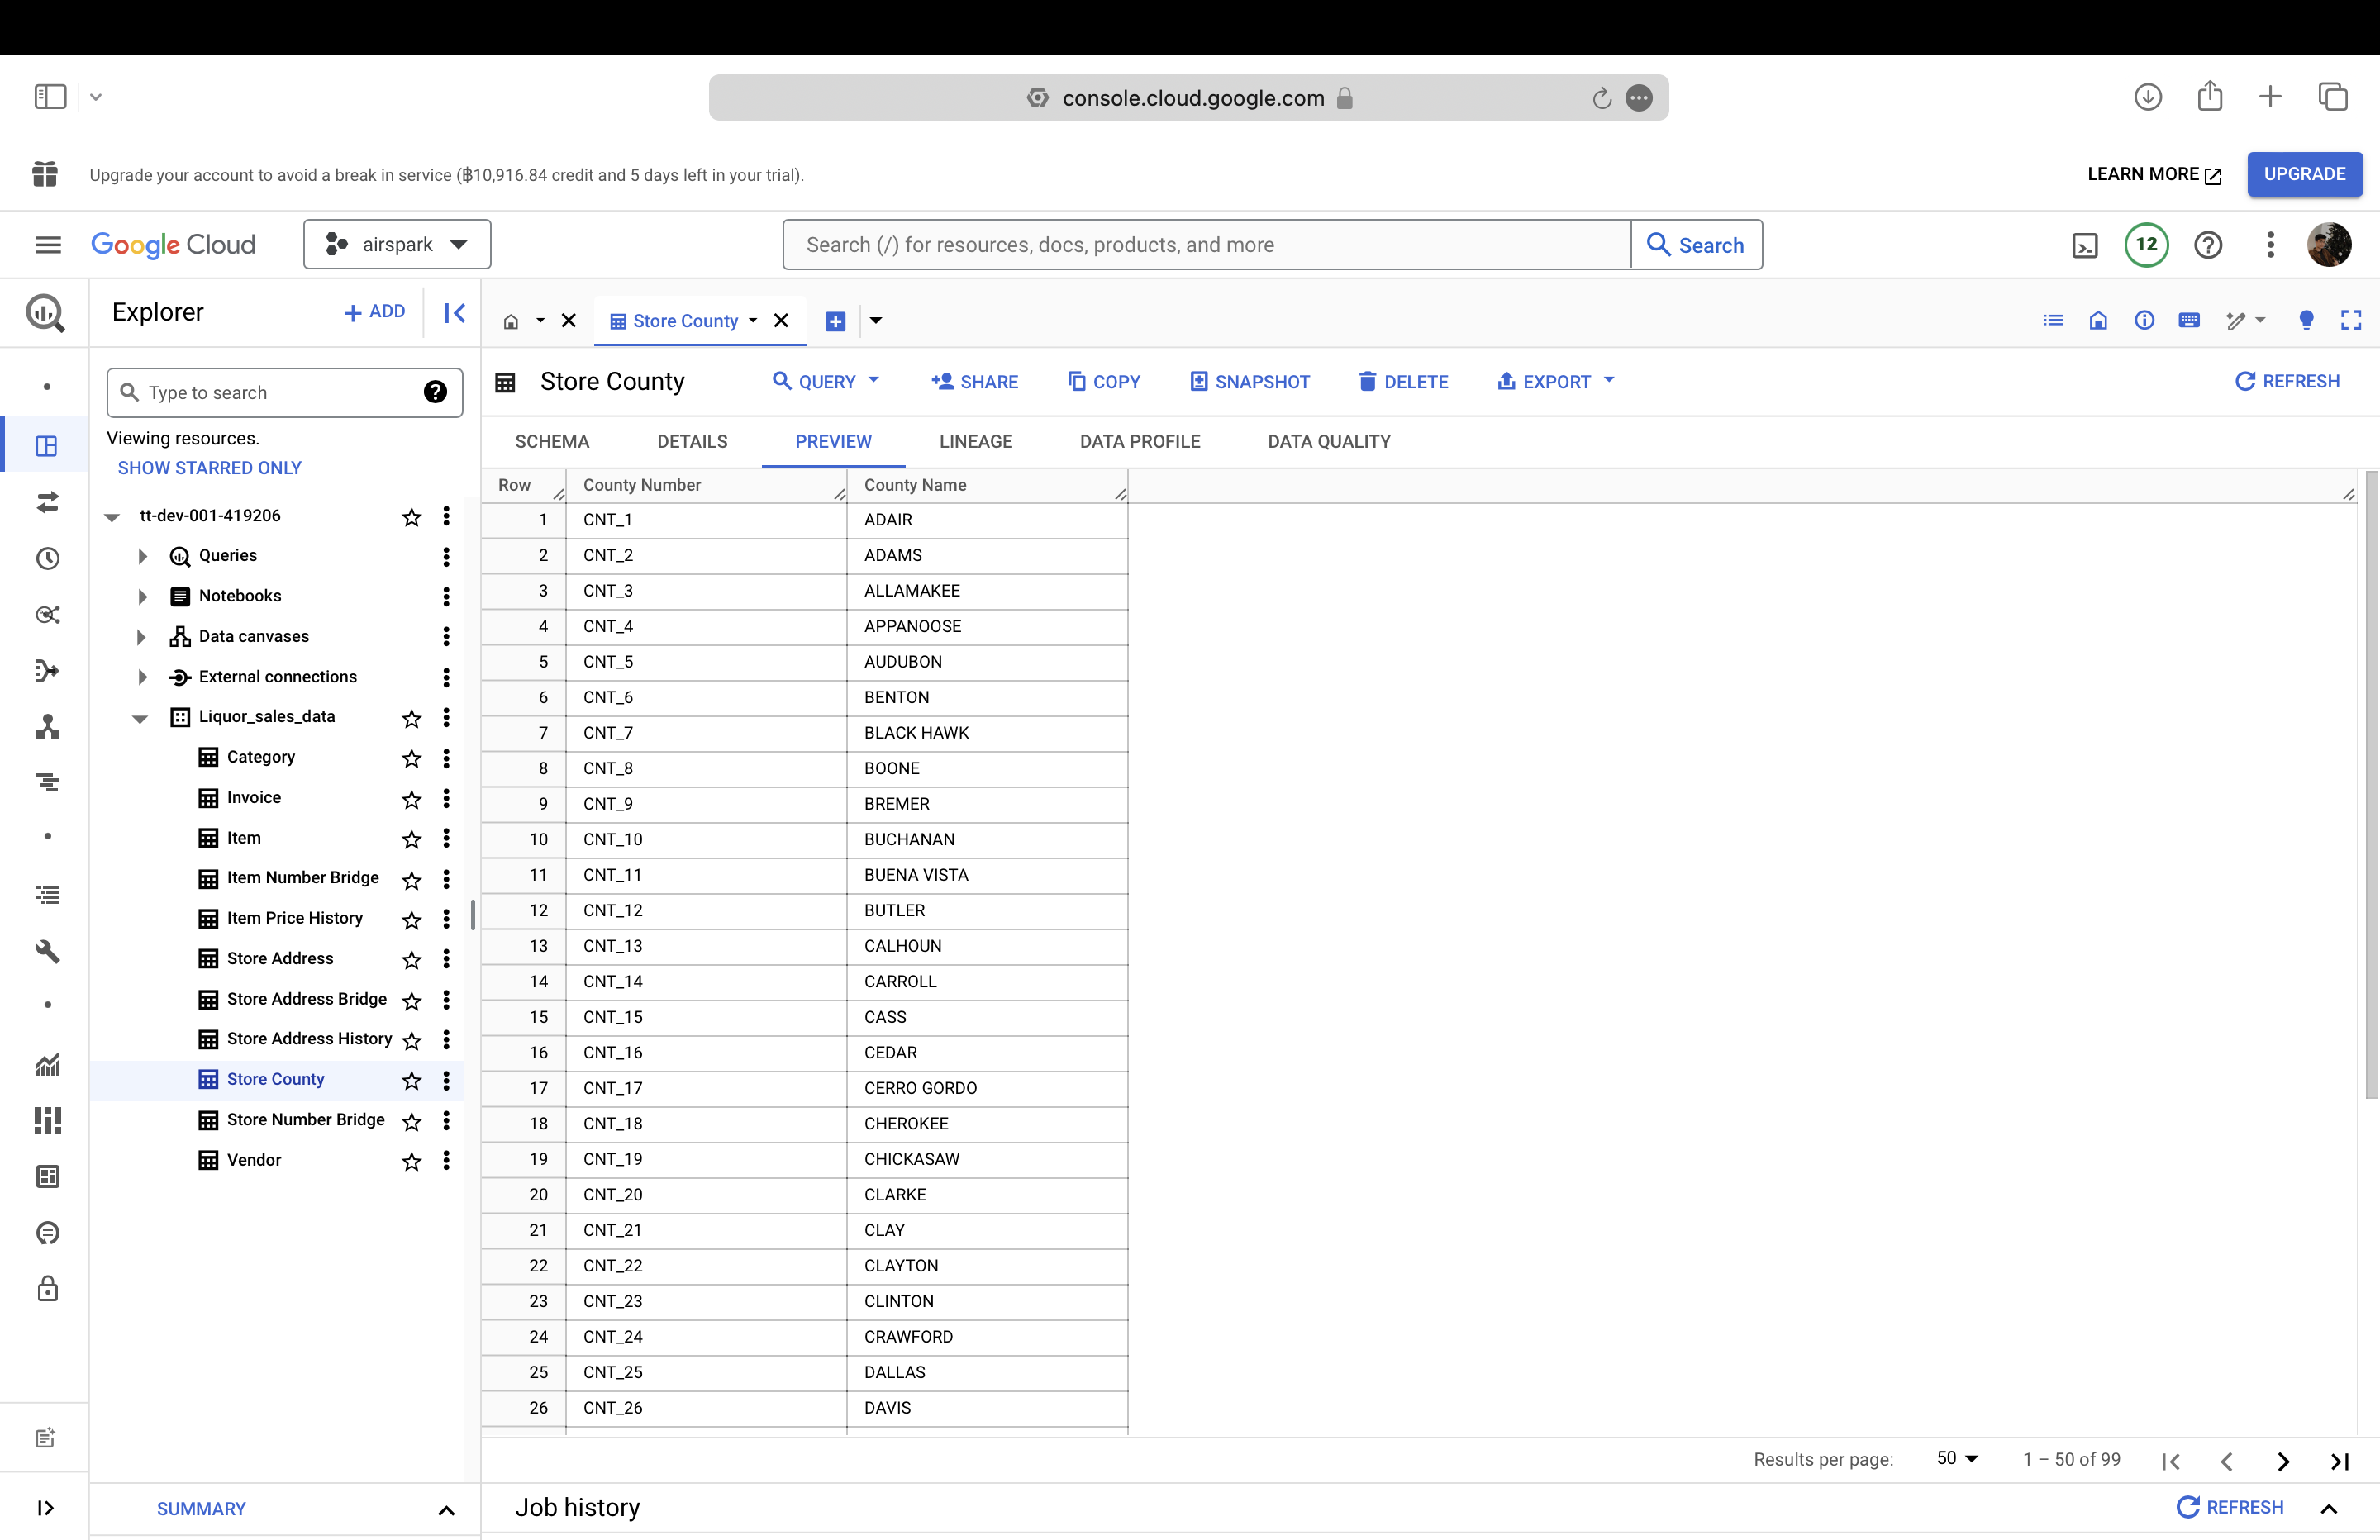 console.cloud.google.com
Upgrade your account to avoid a break in service (฿10,916.84 credit and 5 days left in your trial).
LEARN MORE
UPGRADE
Google Cloud
airspark
Search (/) for resources, docs, products, and more
Search
12
Explorer
+ ADD
Store County
Type to search
Viewing resources.
SHOW STARRED ONLY
tt-dev-001-419206
Queries
Notebooks
Data canvases
External connections
Liquor_sales_data
Category
Invoice
Item
Item Number Bridge
Item Price History
Store Address
Store Address Bridge
Store Address History
Store County
Store Number Bridge
Vendor
SUMMARY
Store County
QUERY
SHARE
COPY
SNAPSHOT
DELETE
EXPORT
REFRESH
SCHEMA DETAILS PREVIEW LINEAGE DATA PROFILE DATA QUALITY
Row County Number County Name
1 CNT_1 ADAIR
2 CNT_2 ADAMS
3 CNT_3 ALLAMAKEE
4 CNT_4 APPANOOSE
5 CNT_5 AUDUBON
6 CNT_6 BENTON
7 CNT_7 BLACK HAWK
8 CNT_8 BOONE
9 CNT_9 BREMER
10 CNT_10 BUCHANAN
11 CNT_11 BUENA VISTA
12 CNT_12 BUTLER
13 CNT_13 CALHOUN
14 CNT_14 CARROLL
15 CNT_15 CASS
16 CNT_16 CEDAR
17 CNT_17 CERRO GORDO
18 CNT_18 CHEROKEE
19 CNT_19 CHICKASAW
20 CNT_20 CLARKE
21 CNT_21 CLAY
22 CNT_22 CLAYTON
23 CNT_23 CLINTON
24 CNT_24 CRAWFORD
25 CNT_25 DALLAS
26 CNT_26 DAVIS
Results per page: 50 1 – 50 of 99
Job history
REFRESH